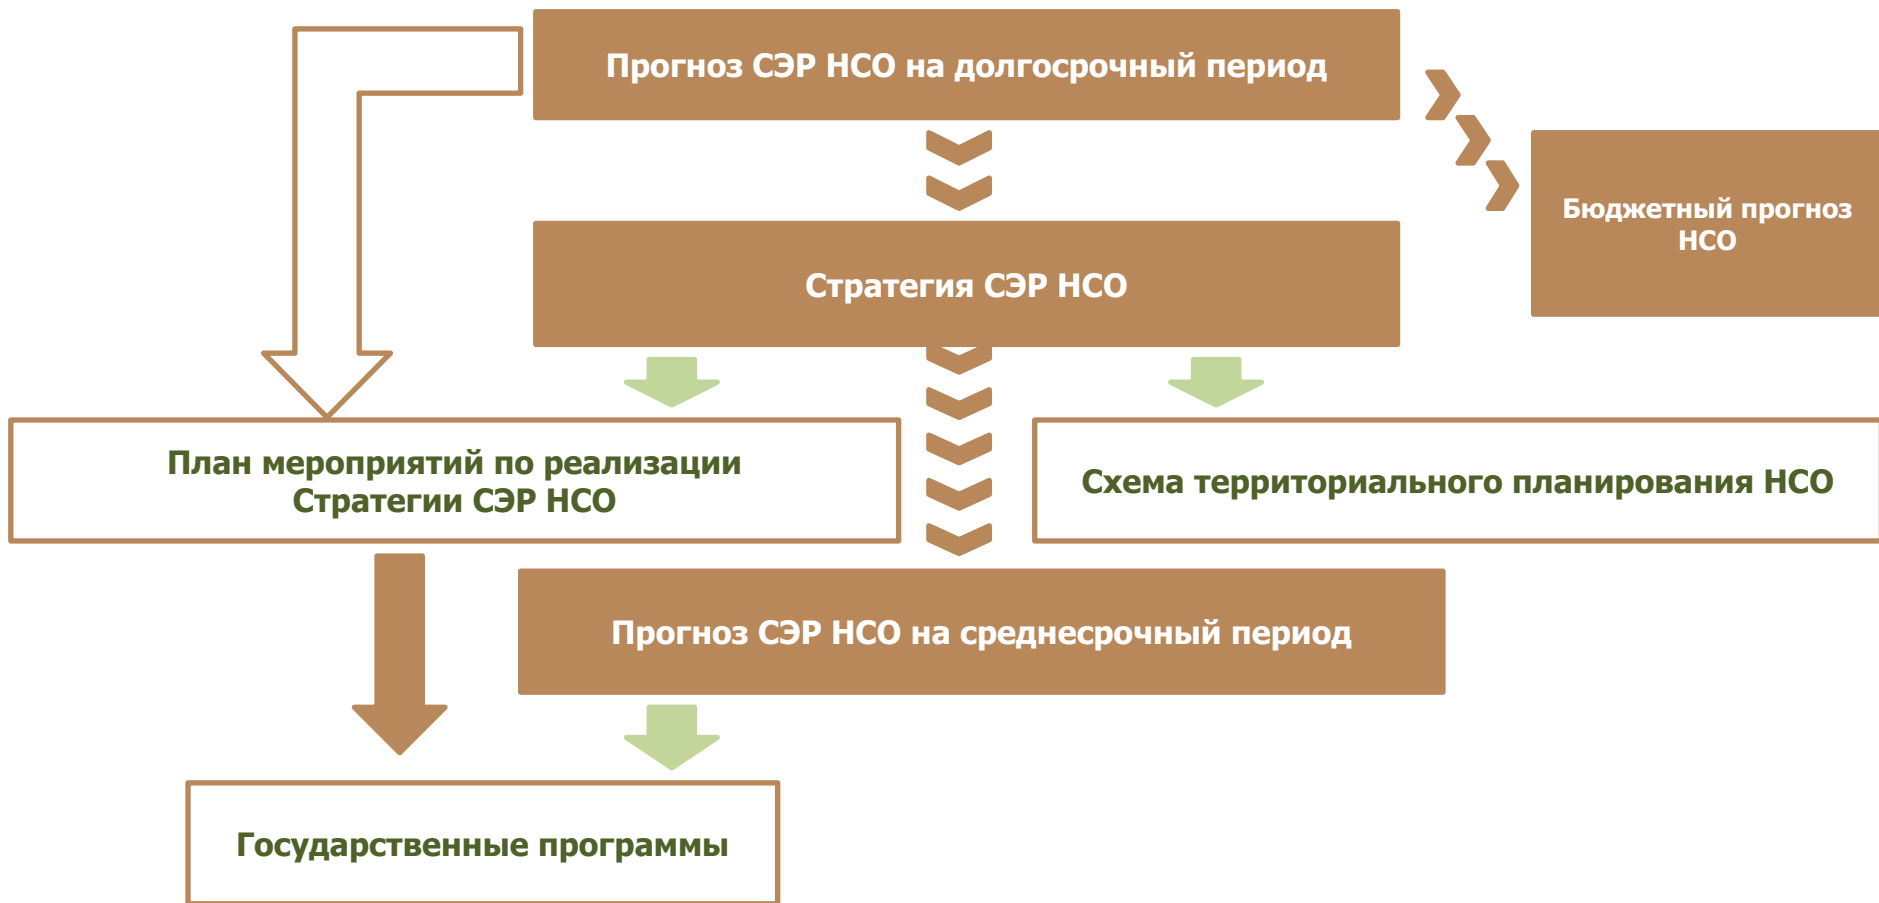 Прогноз СЭР НСО на долгосрочный период
Бюджетный прогноз
НСО
Стратегия СЭР НСО
План мероприятий по реализации
Стратегии СЭР НСО
Схема территориального планирования НСО
Прогноз СЭР НСО на среднесрочный период
Государственные программы